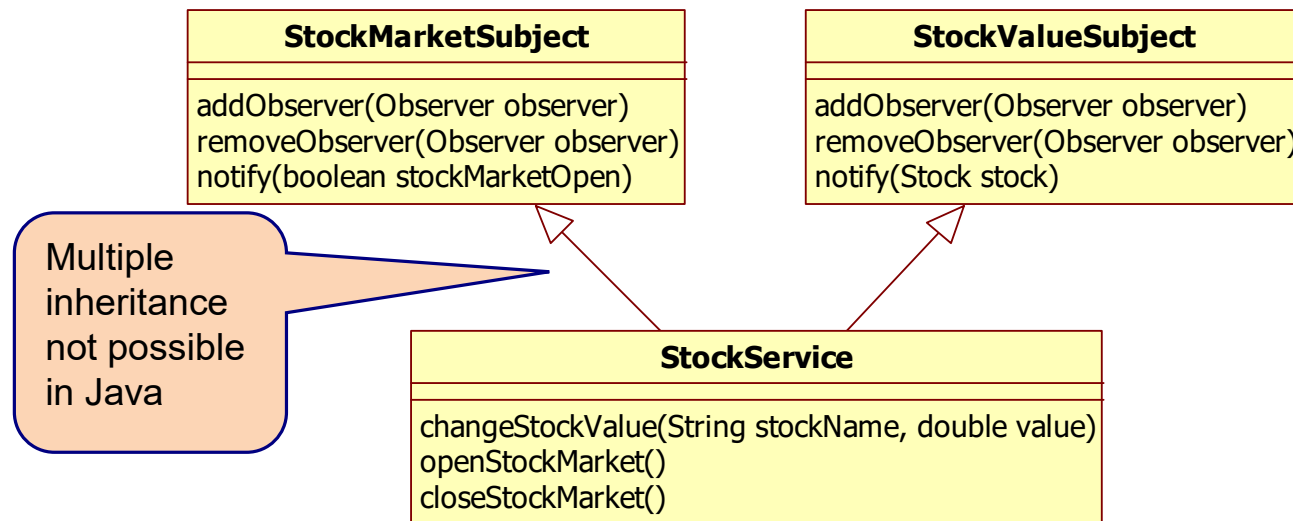 StockMarketSubject
addObserver(Observer observer)
removeObserver(Observer observer)
notify(boolean stockMarketOpen)
StockValueSubject
addObserver(Observer observer)
removeObserver(Observer observer)
notify(Stock stock)
Multiple
inheritance
not possible
in Java
StockService
changeStockValue(String stockName, double value)
openStockMarket()
closeStockMarket()